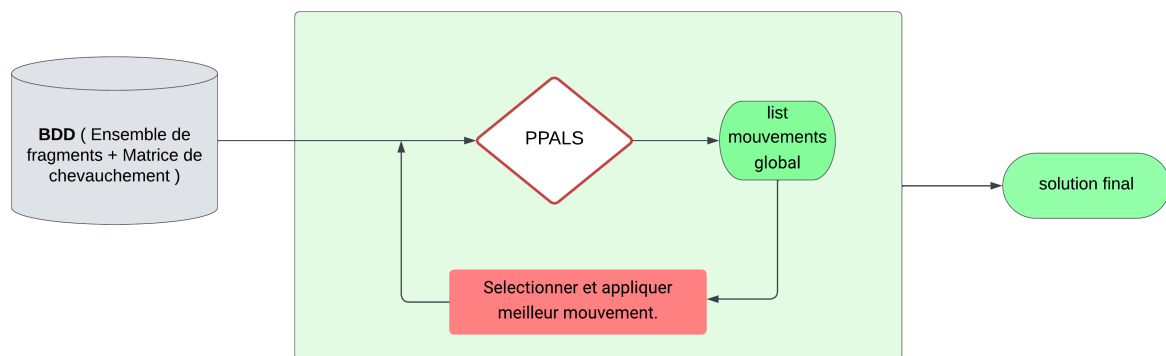 BDD ( Ensemble de
fragments + Matrice de
chevauchement )
PPALS
list
mouvements
global
solution final
Selectionner et appliquer
meilleur mouvement.